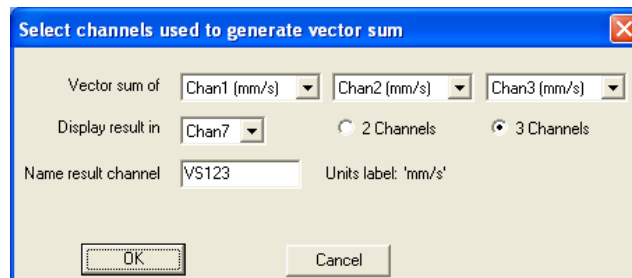 Select channels used to generate vector sum
Vector sum of Chan1 (mm/s) Chan2 (mm/s) Chan3 (mm/s)
Display result in Chan7 2 Channels 3 Channels
Name result channel VS123 Units label: 'mm/s'
OK Cancel